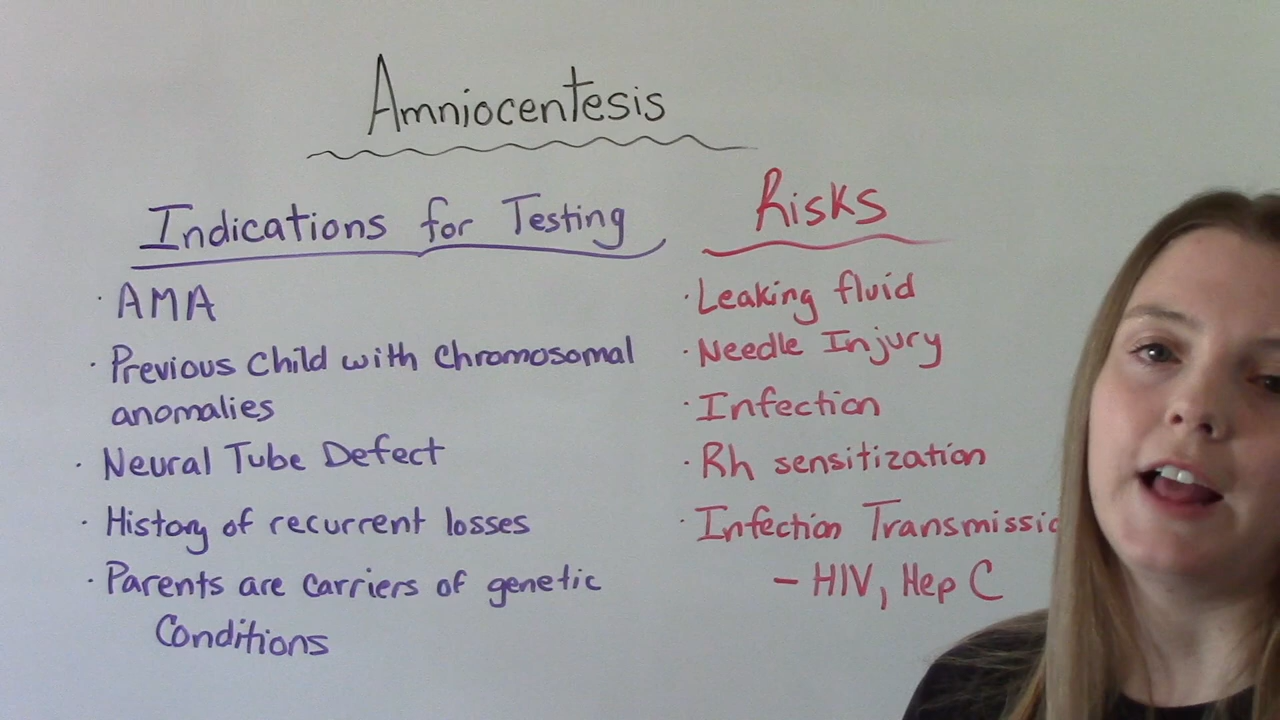 Amniocentesis
Indications for Testing
· AMA
· Previous Child with Chromosomal
anomalies
· Neural Tube Defect
· History of recurrent losses
· Parents are carriers of genetic
Conditions
Risks
· Leaking fluid
· Needle Injury
· Infection
· Rh sensitization
· Infection Transmissio
– HIV, Hep C